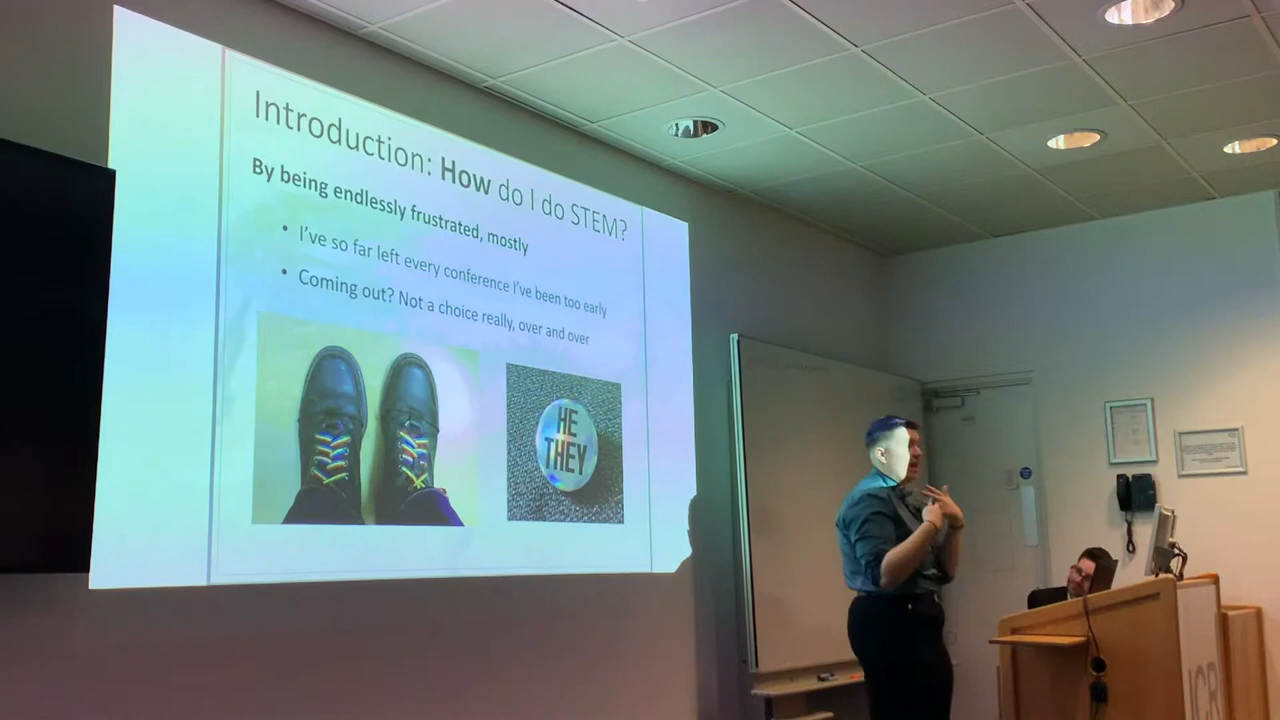 Introduction: How do I do STEM?
By being endlessly frustrated, mostly
• I've so far left every conference I've been too early
• Coming out? Not a choice really, over and over
HE
THEY
ICR